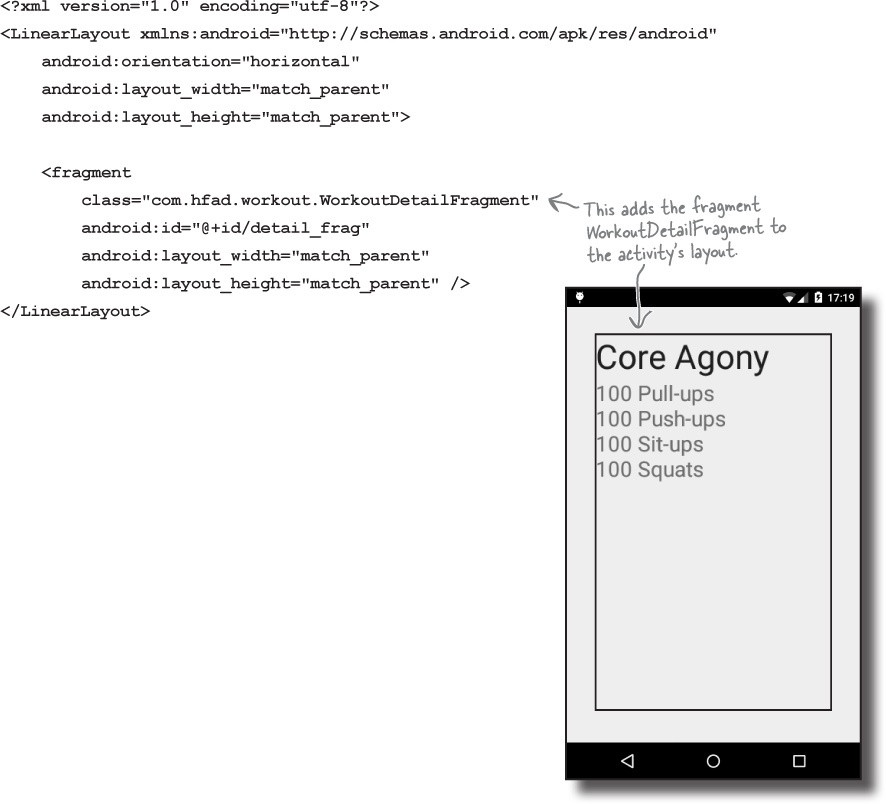 <?xml version="1.0" encoding="utf-8"?>
<LinearLayout xmlns:android="http://schemas.android.com/apk/res/android"
    android:orientation="horizontal"
    android:layout_width="match_parent"
    android:layout_height="match_parent">
    <fragment
        class="com.hfad.workout.WorkoutDetailFragment"
        android:id="@+id/detail_frag"
        android:layout_width="match_parent"
        android:layout_height="match_parent" />
</LinearLayout>
This adds the fragment
WorkoutDetailFragment to
the activity's layout.
17:19
Core Agony
100 Pull-ups
100 Push-ups
100 Sit-ups
100 Squats